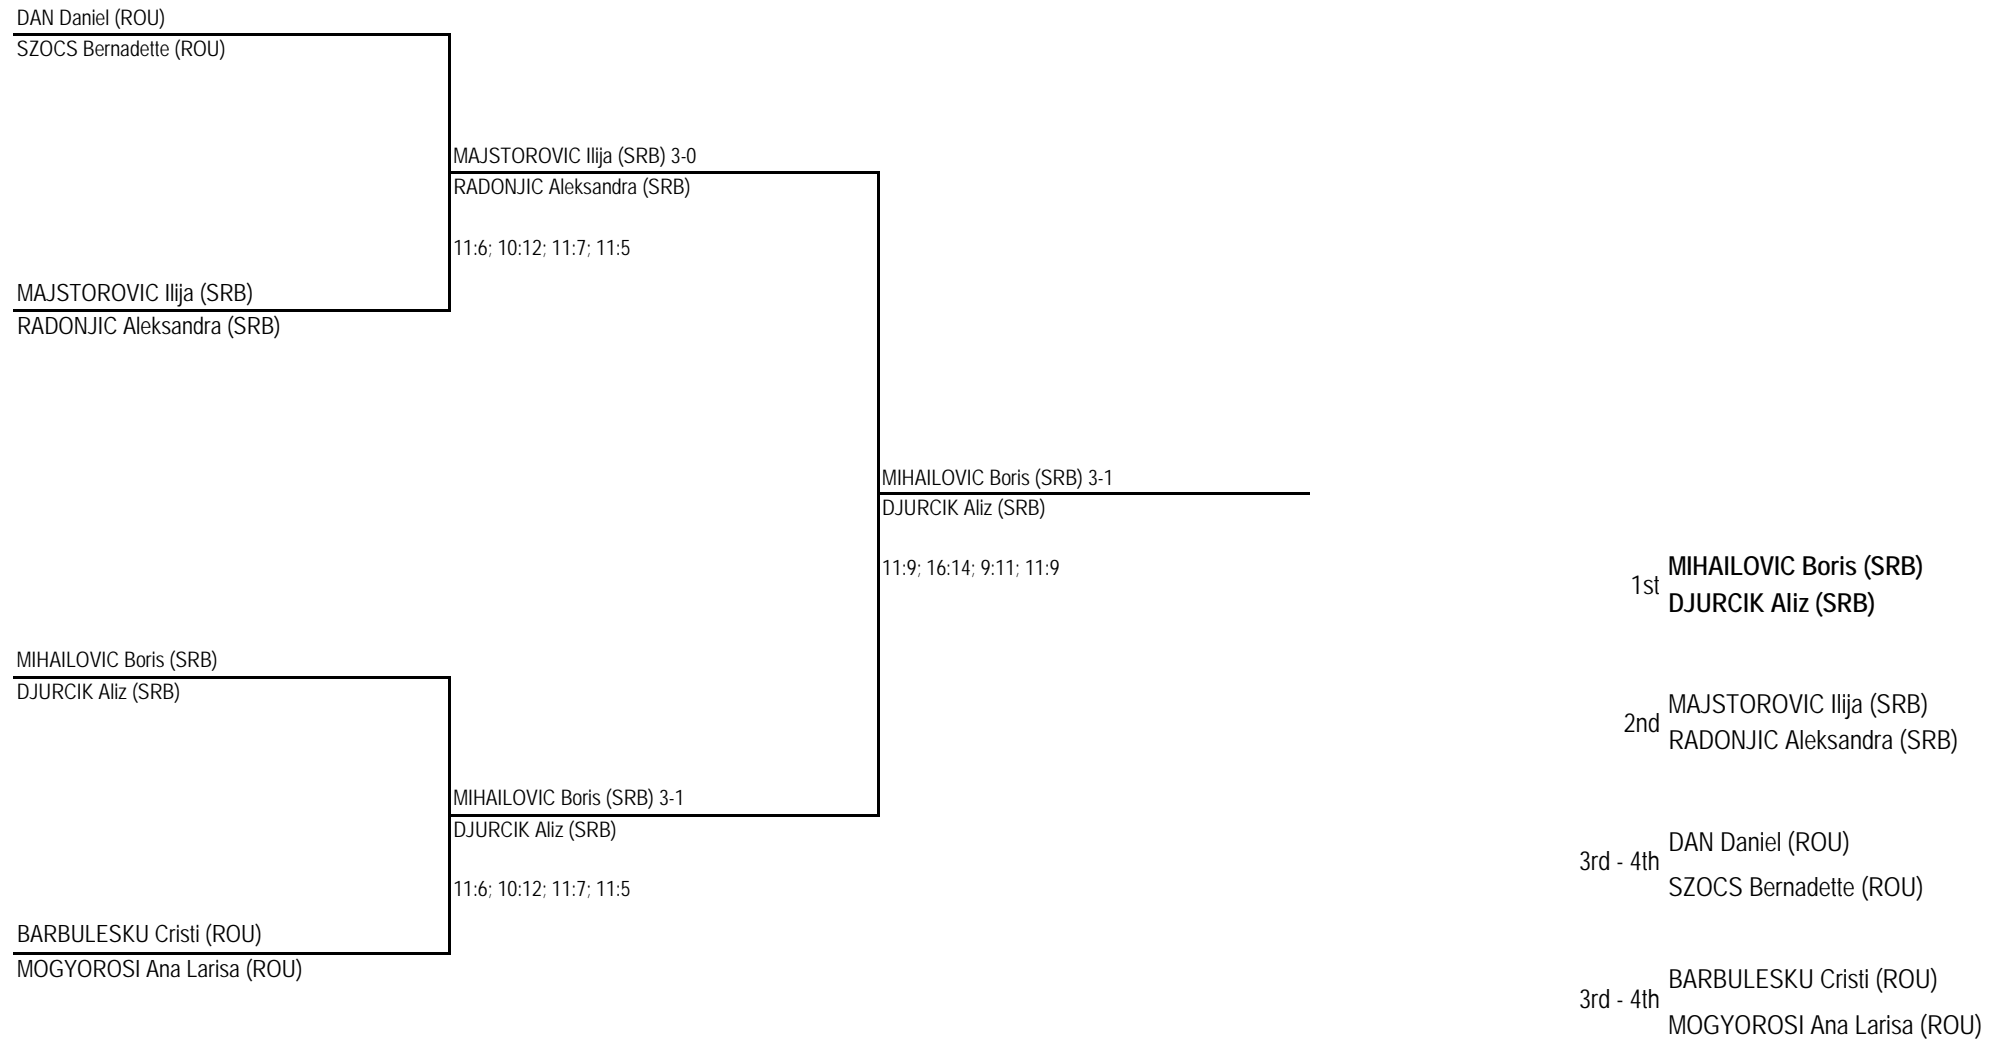 DAN Daniel (ROU)
SZOCS Bernadette (ROU)
MAJSTOROVIC Ilija (SRB) 3-0
RADONJIC Aleksandra (SRB)
11:6; 10:12; 11:7; 11:5
MAJSTOROVIC Ilija (SRB)
RADONJIC Aleksandra (SRB)
MIHAILOVIC Boris (SRB) 3-1
DJURCIK Aliz (SRB)
11:9; 16:14; 9:11; 11:9
MIHAILOVIC Boris (SRB)
DJURCIK Aliz (SRB)
MIHAILOVIC Boris (SRB) 3-1
DJURCIK Aliz (SRB)
11:6; 10:12; 11:7; 11:5
BARBULESKU Cristi (ROU)
MOGYOROSI Ana Larisa (ROU)
1st
MIHAILOVIC Boris (SRB)
DJURCIK Aliz (SRB)
2nd
MAJSTOROVIC Ilija (SRB)
RADONJIC Aleksandra (SRB)
3rd - 4th
DAN Daniel (ROU)
SZOCS Bernadette (ROU)
3rd - 4th
BARBULESKU Cristi (ROU)
MOGYOROSI Ana Larisa (ROU)